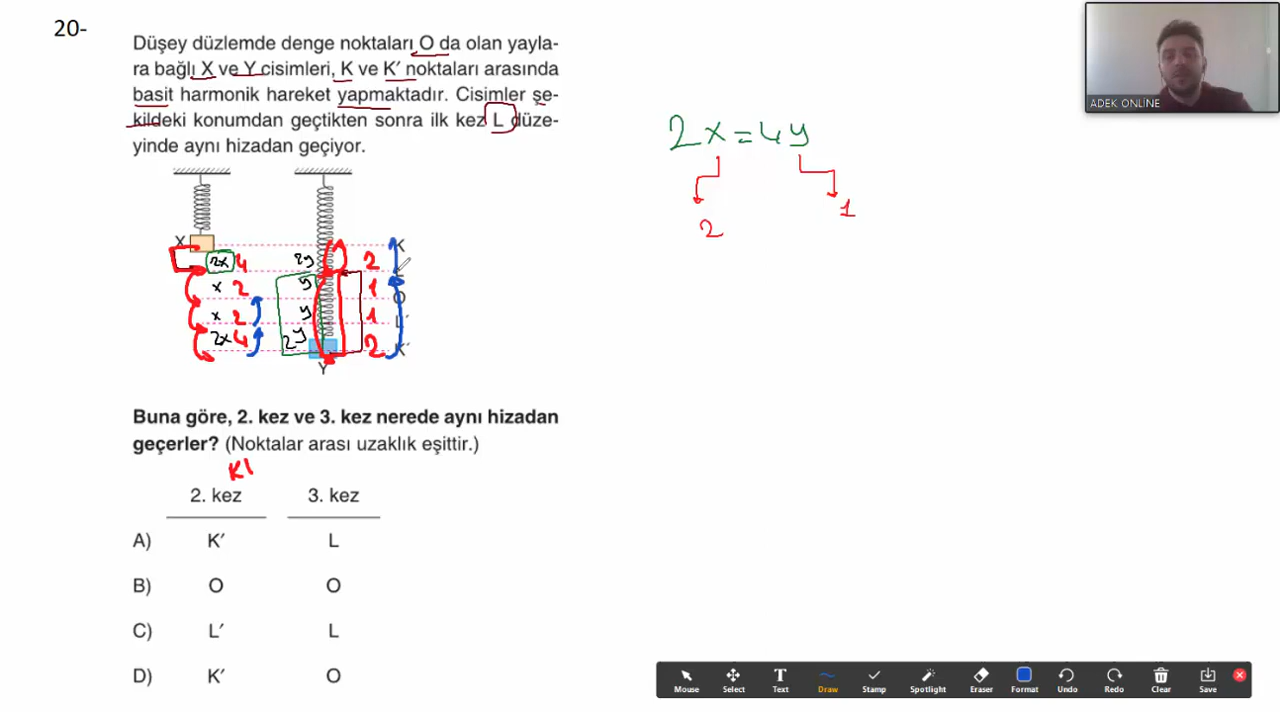 20-
Düşey düzlemde denge noktaları O da olan yayla-
ra bağlı X ve Y cisimleri, K ve K′ noktaları arasında
basit harmonik hareket yapmaktadır. Cisimler şe-
kildeki konumdan geçtikten sonra ilk kez L düze-
yinde aynı hizadan geçiyor.
ADEK ONLİNE
2x=4y
2 1
X K
2x 4 2y 2
x 2 y 1 O
x 2 y 1 L′
2x 4 2y 2 K′
Y
Buna göre, 2. kez ve 3. kez nerede aynı hizadan
geçerler? (Noktalar arası uzaklık eşittir.)
K′
2. kez 3. kez
A) K′ L
B) O O
C) L′ L
D) K′ O
Mouse Select Text Draw Stamp Spotlight Eraser Format Undo Redo Clear Save